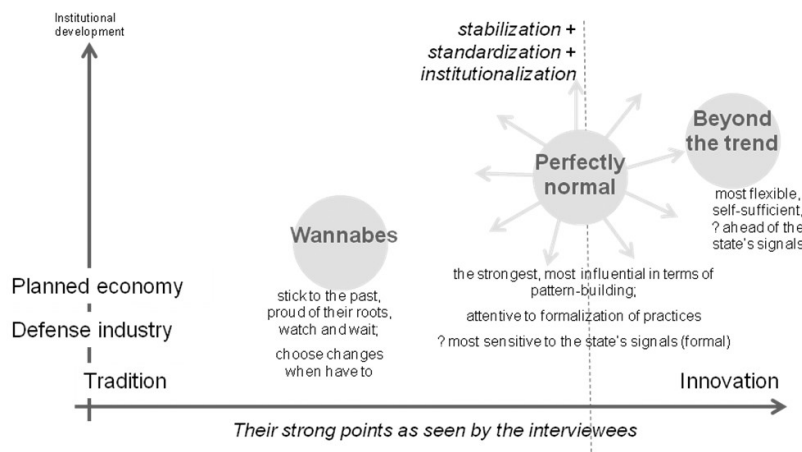 Institutional
development
stabilization +
standardization +
institutionalization
Beyond
the trend
Perfectly
normal
most flexible,
self-sufficient,
? ahead of the
state's signals
Wannabes
the strongest, most influential in terms of
pattern-building;
attentive to formalization of practices
? most sensitive to the state's signals (formal)
stick to the past,
proud of their roots,
watch and wait;
choose changes
when have to
Planned economy
Defense industry
Tradition
Innovation
Their strong points as seen by the interviewees